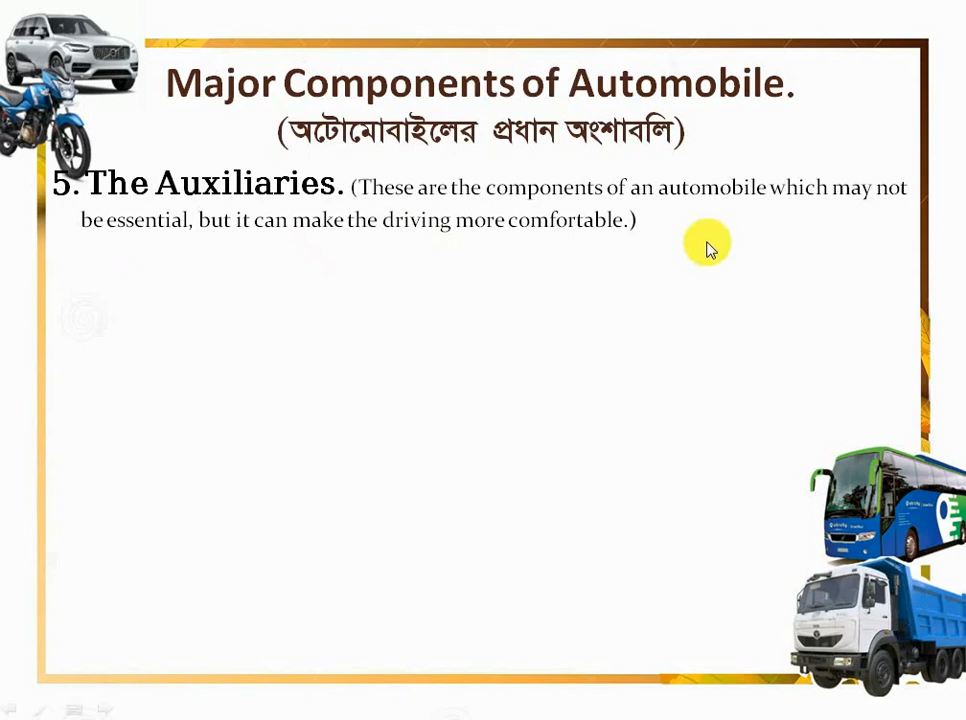 Major Components of Automobile.
(অটোমোবাইলের প্রধান অংশাবলি)
5. The Auxiliaries. (These are the components of an automobile which may not
be essential, but it can make the driving more comfortable.)